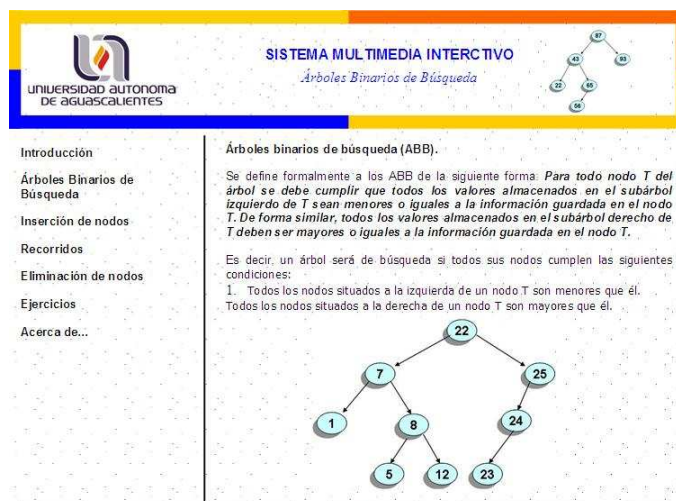 SISTEMA MULTIMEDIA INTERCTIVO
Árboles Binarios de Búsqueda
87
43
93
22
65
56
UNIVERSIDAD AUTONOMA
DE AGUASCALIENTES
Introducción
Árboles Binarios de
Búsqueda
Inserción de nodos
Recorridos
Eliminación de nodos
Ejercicios
Acerca de...
Árboles binarios de búsqueda (ABB).
Se define formalmente a los ABB de la siguiente forma: Para todo nodo T del
árbol se debe cumplir que todos los valores almacenados en el subárbol
izquierdo de T sean menores o iguales a la información guardada en el nodo
T. De forma similar, todos los valores almacenados en el subárbol derecho de
T deben ser mayores o iguales a la información guardada en el nodo T.
Es decir, un árbol será de búsqueda si todos sus nodos cumplen las siguientes
condiciones:
1. Todos los nodos situados a la izquierda de un nodo T son menores que él.
Todos los nodos situados a la derecha de un nodo T son mayores que él.
22
7
25
1
8
24
5
12
23